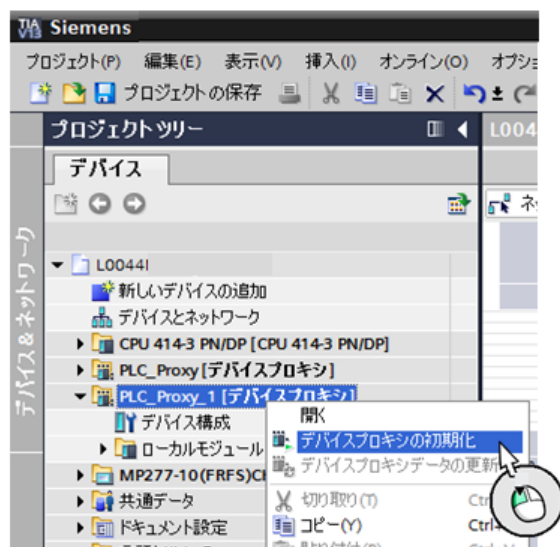 TIA V13 Siemens
プロジェクト(P) 編集(E) 表示(V) 挿入(I) オンライン(O) オプショ
プロジェクトの保存
プロジェクトツリー
L004
デバイス
デバイス&ネットワーク
ネ
L0044I
新しいデバイスの追加
デバイスとネットワーク
CPU 414-3 PN/DP [CPU 414-3 PN/DP]
PLC_Proxy [デバイスプロキシ]
PLC_Proxy_1 [デバイスプロキシ]
デバイス構成
ローカルモジュール
MP277-10(FRFS)C
共通データ
ドキュメント設定
開く
デバイスプロキシの初期化
デバイスプロキシデータの更新
切り取り(T) Ctr
コピー(Y) Ctrl+